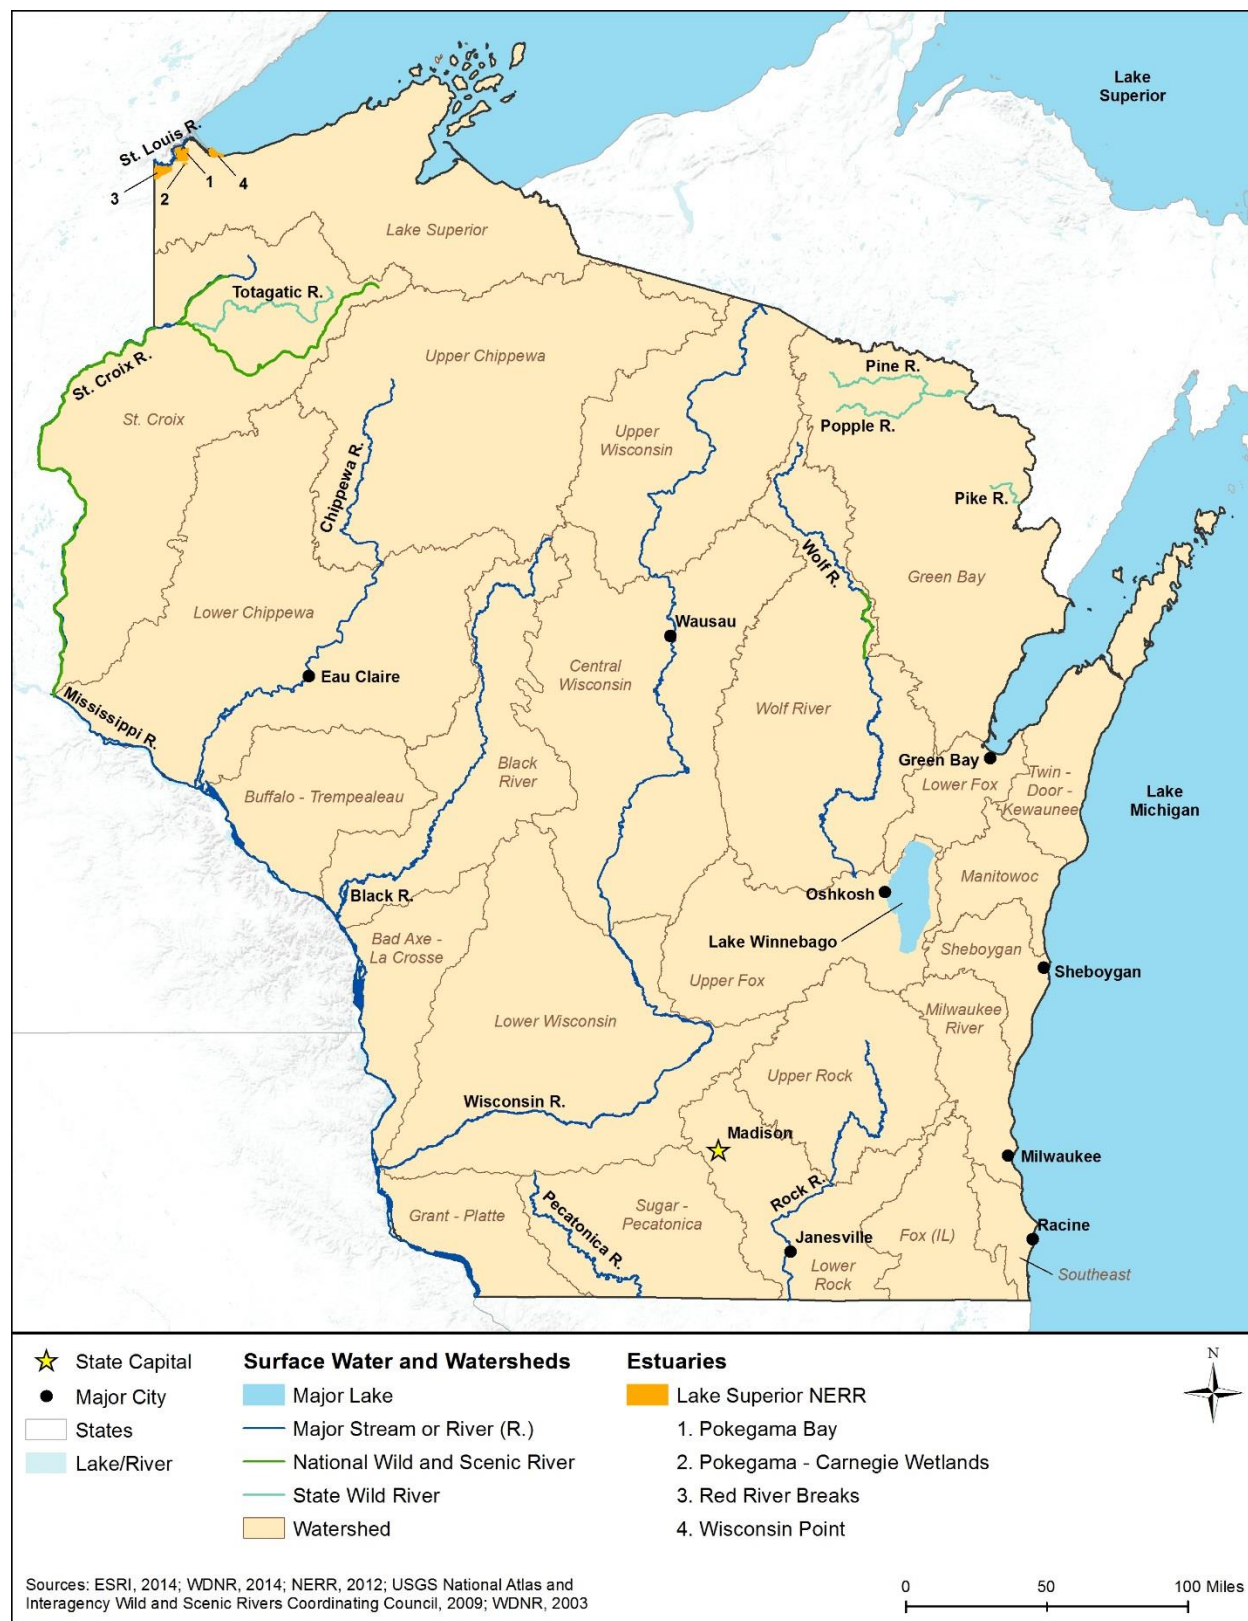 Lake
Superior
St. Louis R.
3
2
1
4
Lake Superior
Totagatic R.
St. Croix R.
Upper Chippewa
Pine R.
St. Croix
Popple R.
Upper
Wisconsin
Chippewa R.
Pike R.
Wolf R.
Green Bay
Lower Chippewa
Wausau
Central
Wisconsin
Eau Claire
Mississippi R.
Wolf River
Black
River
Green Bay
Lower Fox
Twin -
Door -
Kewaunee
Lake
Michigan
Buffalo - Trempealeau
Manitowoc
Black R.
Oshkosh
Bad Axe -
La Crosse
Lake Winnebago
Sheboygan
Sheboygan
Upper Fox
Lower Wisconsin
Milwaukee
River
Upper Rock
Wisconsin R.
Madison
Milwaukee
Rock R.
Grant - Platte
Pecatonica R.
Sugar -
Pecatonica
Janesville
Fox (IL)
Racine
Lower
Rock
Southeast
State Capital
Major City
States
Lake/River
Surface Water and Watersheds
Major Lake
Major Stream or River (R.)
National Wild and Scenic River
State Wild River
Watershed
Estuaries
Lake Superior NERR
1. Pokegama Bay
2. Pokegama - Carnegie Wetlands
3. Red River Breaks
4. Wisconsin Point
N
Sources: ESRI, 2014; WDNR, 2014; NERR, 2012; USGS National Atlas and
Interagency Wild and Scenic Rivers Coordinating Council, 2009; WDNR, 2003
0 50 100 Miles